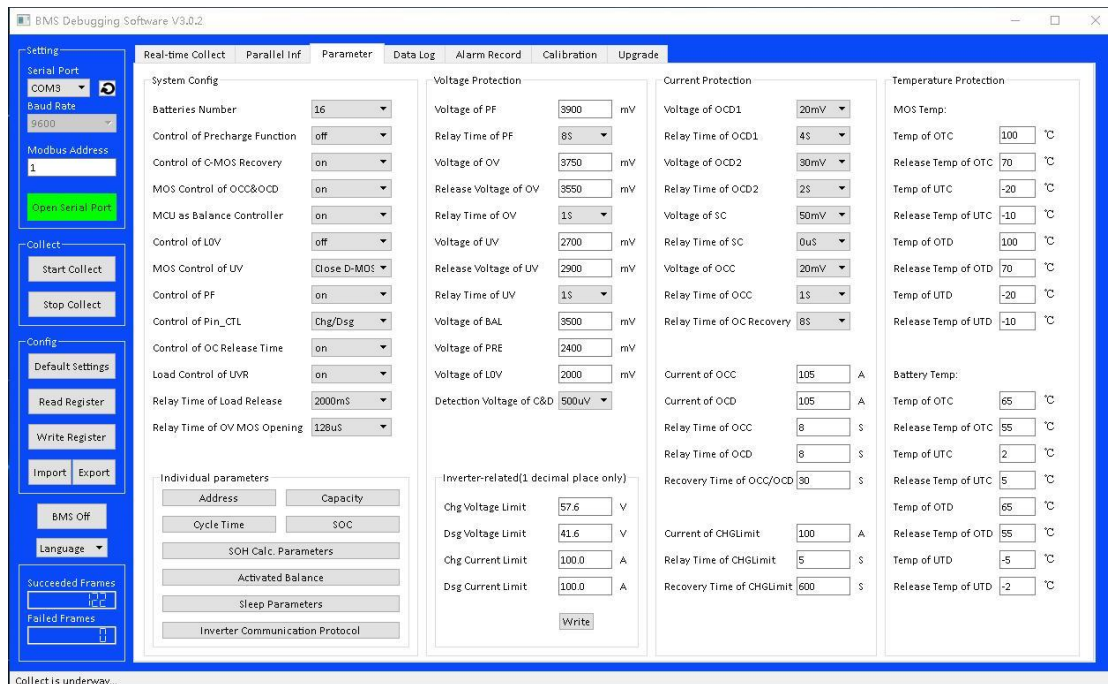 BMS Debugging Software V3.0.2
Setting
Serial Port
COM3
Baud Rate
9600
Modbus Address
1
Open Serial Port
Collect
Start Collect
Stop Collect
Config
Default Settings
Read Register
Write Register
Import Export
BMS Off
Language
Succeeded Frames
122
Failed Frames
0
Real-time Collect Parallel Inf Parameter Data Log Alarm Record Calibration Upgrade
System Config
Batteries Number 16
Control of Precharge Function off
Control of C-MOS Recovery on
MOS Control of OCC&OCD on
MCU as Balance Controller on
Control of L0V off
MOS Control of UV Close D-MOS
Control of PF on
Control of Pin_CTL Chg/Dsg
Control of OC Release Time on
Load Control of UVR on
Relay Time of Load Release 2000mS
Relay Time of OV MOS Opening 128uS
Individual parameters
Address Capacity
Cycle Time SOC
SOH Calc. Parameters
Activated Balance
Sleep Parameters
Inverter Communication Protocol
Voltage Protection
Voltage of PF 3900 mV
Relay Time of PF 8S
Voltage of OV 3750 mV
Release Voltage of OV 3550 mV
Relay Time of OV 1S
Voltage of UV 2700 mV
Release Voltage of UV 2900 mV
Relay Time of UV 1S
Voltage of BAL 3500 mV
Voltage of PRE 2400 mV
Voltage of L0V 2000 mV
Detection Voltage of C&D 500uV
Inverter-related(1 decimal place only)
Chg Voltage Limit 57.6 V
Dsg Voltage Limit 41.6 V
Chg Current Limit 100.0 A
Dsg Current Limit 100.0 A
Write
Current Protection
Voltage of OCD1 20mV
Relay Time of OCD1 4S
Voltage of OCD2 30mV
Relay Time of OCD2 2S
Voltage of SC 50mV
Relay Time of SC 0uS
Voltage of OCC 20mV
Relay Time of OCC 1S
Relay Time of OC Recovery 8S
Current of OCC 105 A
Current of OCD 105 A
Relay Time of OCC 8 S
Relay Time of OCD 8 S
Recovery Time of OCC/OCD 30 S
Current of CHGLimit 100 A
Relay Time of CHGLimit 5 S
Recovery Time of CHGLimit 600 S
Temperature Protection
MOS Temp:
Temp of OTC 100 ℃
Release Temp of OTC 70 ℃
Temp of UTC -20 ℃
Release Temp of UTC -10 ℃
Temp of OTD 100 ℃
Release Temp of OTD 70 ℃
Temp of UTD -20 ℃
Release Temp of UTD -10 ℃
Battery Temp:
Temp of OTC 65 ℃
Release Temp of OTC 55 ℃
Temp of UTC 2 ℃
Release Temp of UTC 5 ℃
Temp of OTD 65 ℃
Release Temp of OTD 55 ℃
Temp of UTD -5 ℃
Release Temp of UTD -2 ℃
Collect is underway...